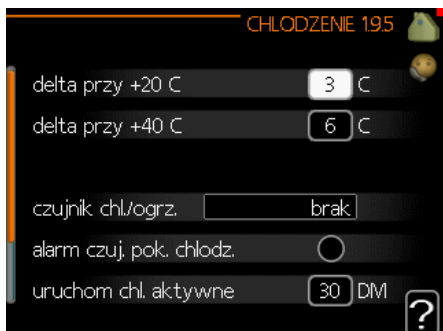 CHLODZENIE 1.9.5
delta przy +20 C 3 C
delta przy +40 C 6 C
czujnik chl./ogrz. brak
alarm czuj. pok. chlodz.
uruchom chl. aktywne 30 DM
?